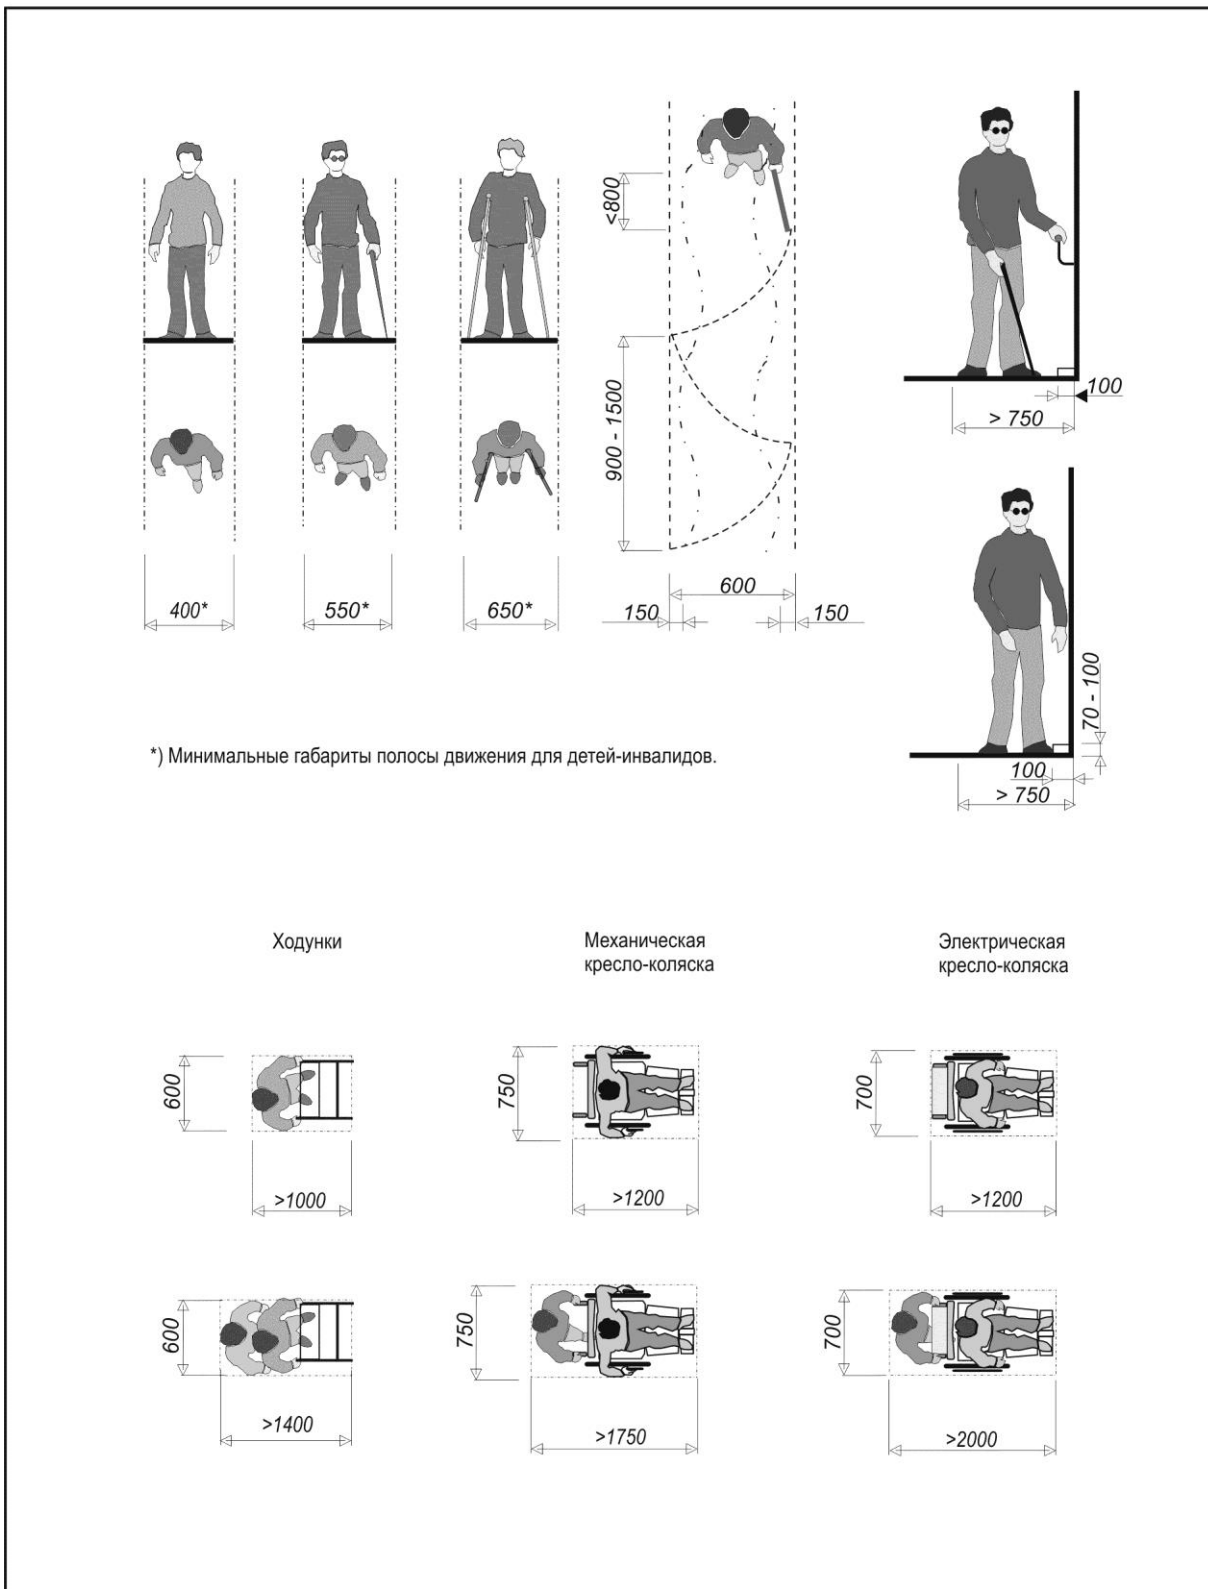 <800
900 - 1500
100
> 750
400*
550*
650*
600
150
150
70 - 100
100
> 750
*) Минимальные габариты полосы движения для детей-инвалидов.
Ходунки
Механическая
кресло-коляска
Электрическая
кресло-коляска
600
>1000
750
>1200
700
>1200
600
>1400
750
>1750
700
>2000